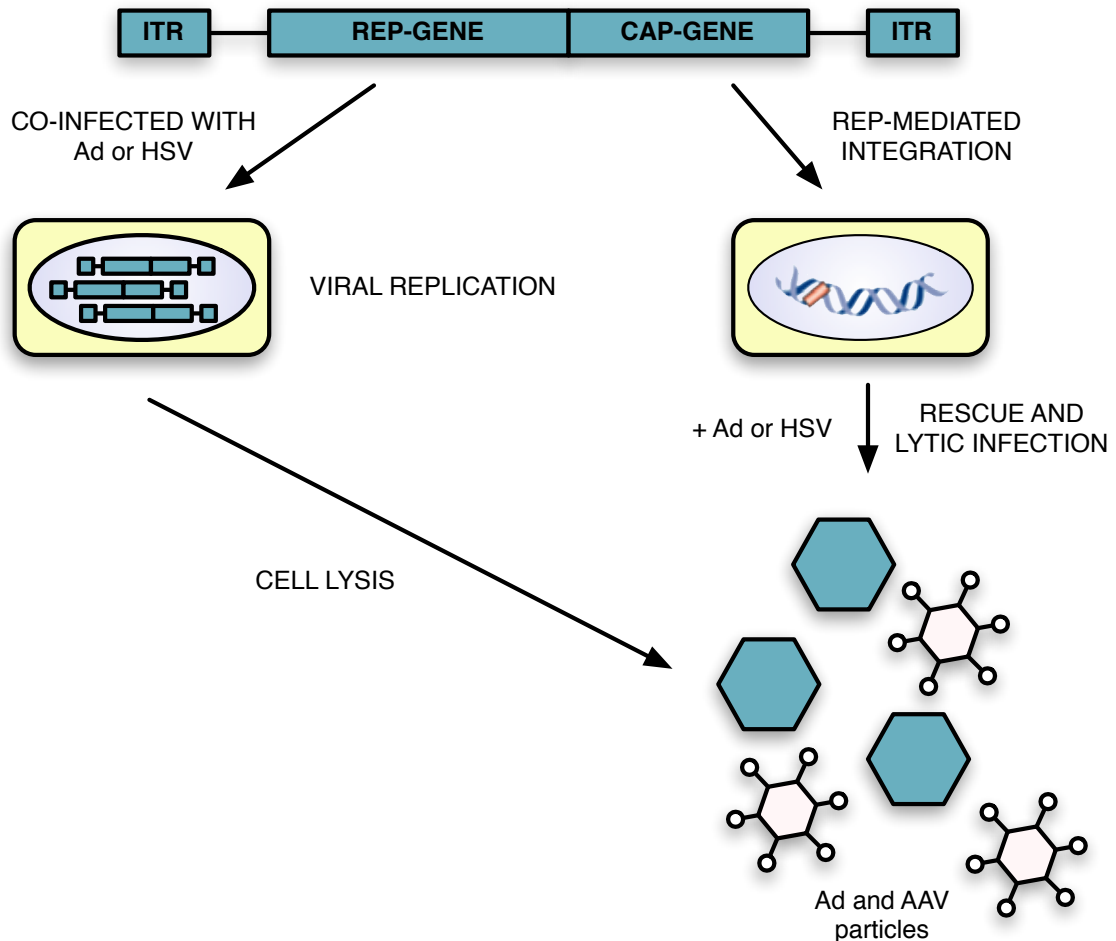 ITR
REP-GENE
CAP-GENE
ITR
CO-INFECTED WITH
Ad or HSV
REP-MEDIATED
INTEGRATION
VIRAL REPLICATION
+ Ad or HSV
RESCUE AND
LYTIC INFECTION
CELL LYSIS
Ad and AAV
particles